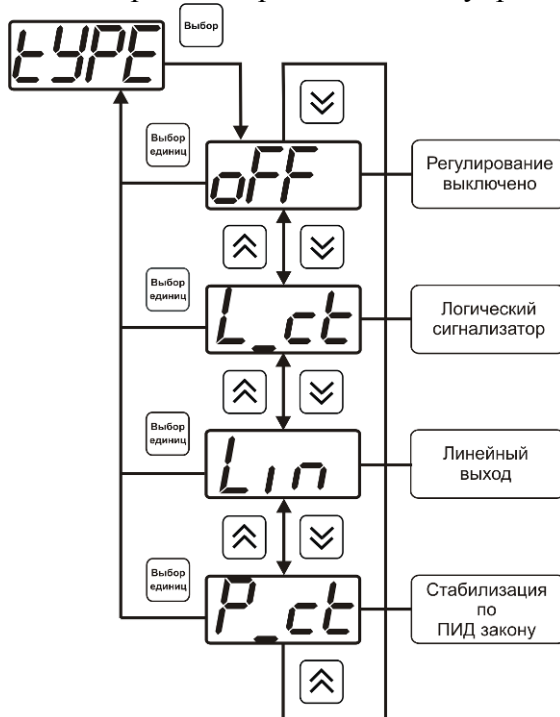 tYPE
Выбор
Выбор
единиц
oFF
Регулирование
выключено
Выбор
единиц
L_ct
Логический
сигнализатор
Выбор
единиц
Lin
Линейный
выход
Выбор
единиц
P_ct
Стабилизация
по
ПИД закону